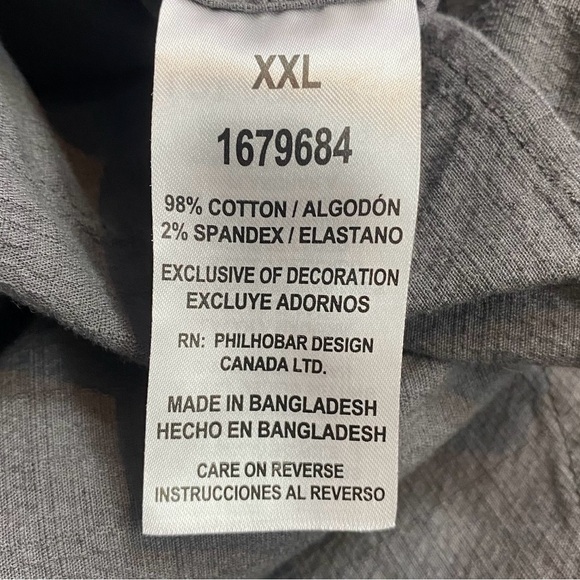 XXL
1679684
98% COTTON / ALGODÓN
2% SPANDEX / ELASTANO
EXCLUSIVE OF DECORATION
EXCLUYE ADORNOS
RN: PHILHOBAR DESIGN
CANADA LTD.
MADE IN BANGLADESH
HECHO EN BANGLADESH
CARE ON REVERSE
INSTRUCCIONES AL REVERSO